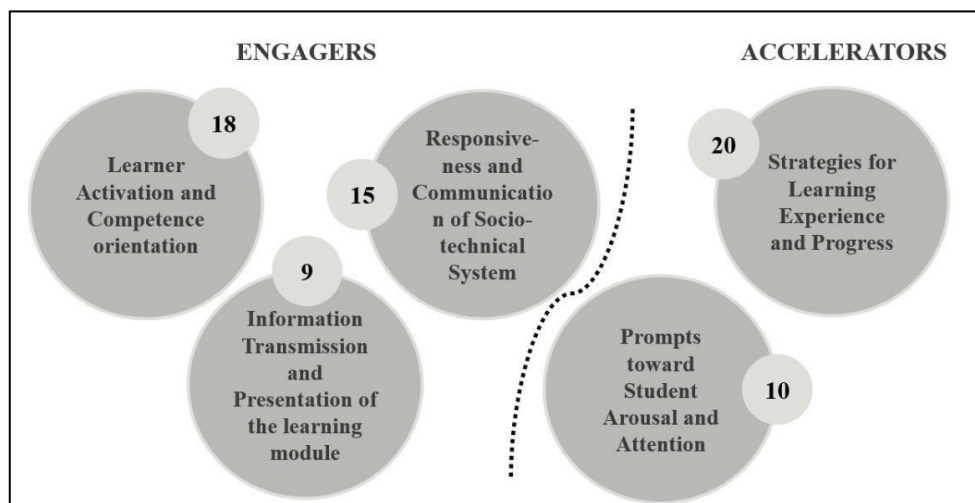 ENGAGERS
ACCELERATORS
18
Learner
Activation and
Competence
orientation
15
Responsive-
ness and
Communicatio
n of Socio-
technical
System
9
Information
Transmission
and
Presentation of
the learning
module
20
Strategies for
Learning
Experience
and Progress
10
Prompts
toward
Student
Arousal and
Attention